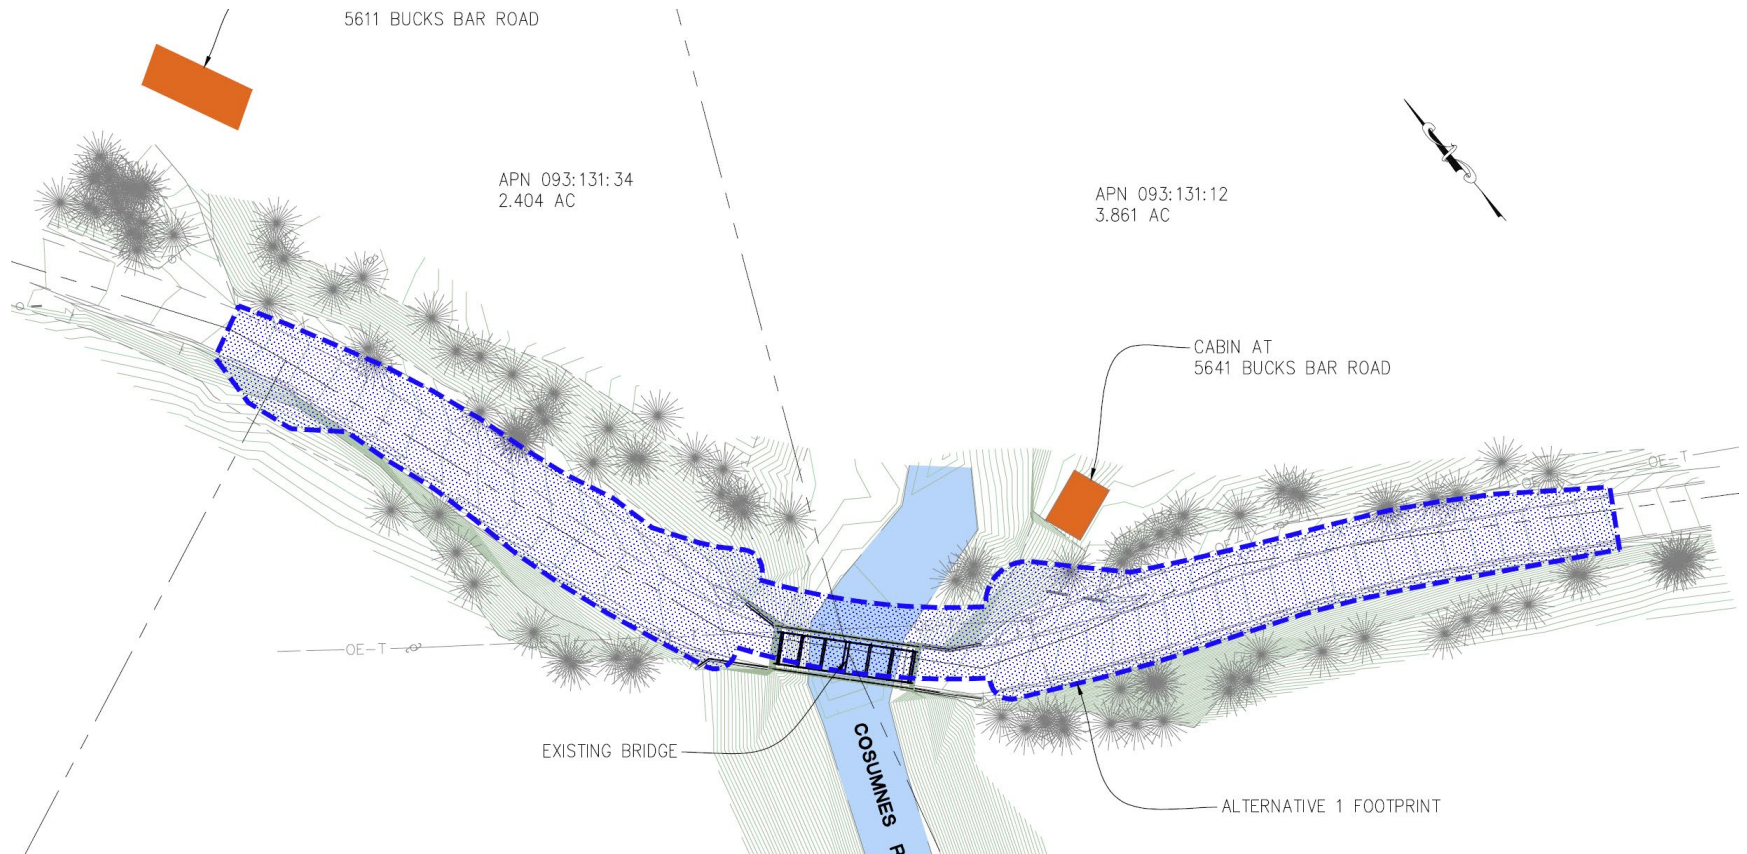 5611 BUCKS BAR ROAD
APN 093:131:34
2.404 AC
APN 093:131:12
3.861 AC
CABIN AT
5641 BUCKS BAR ROAD
OE-T
OE-T
EXISTING BRIDGE
COSUMNES
ALTERNATIVE 1 FOOTPRINT